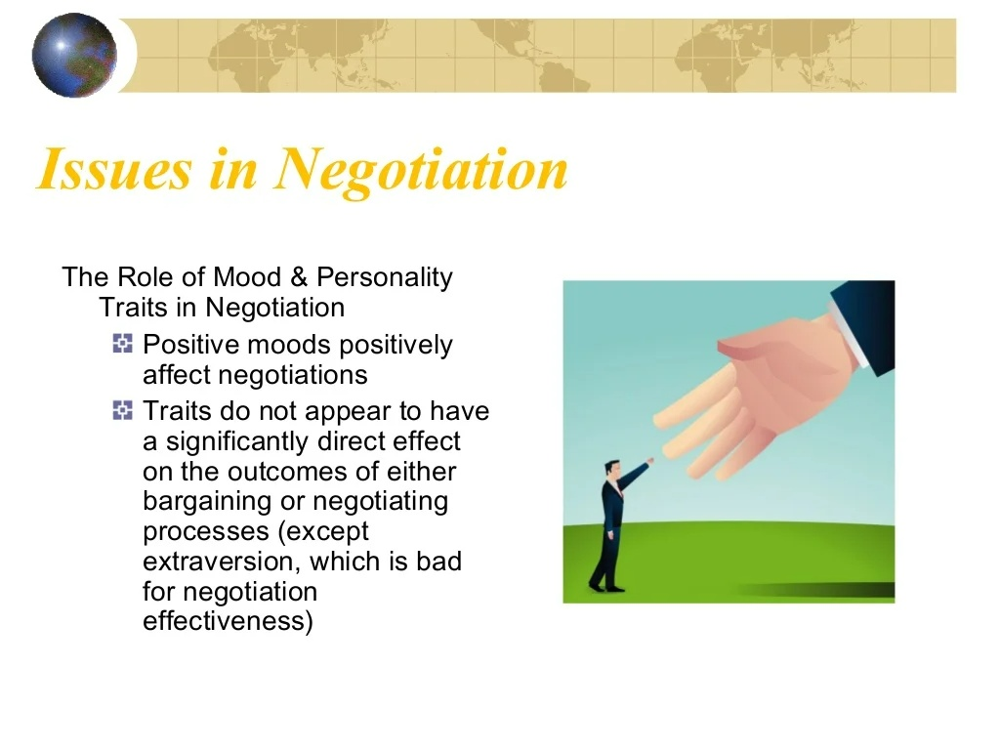 Issues in Negotiation
The Role of Mood & Personality
Traits in Negotiation
Positive moods positively
affect negotiations
Traits do not appear to have
a significantly direct effect
on the outcomes of either
bargaining or negotiating
processes (except
extraversion, which is bad
for negotiation
effectiveness)